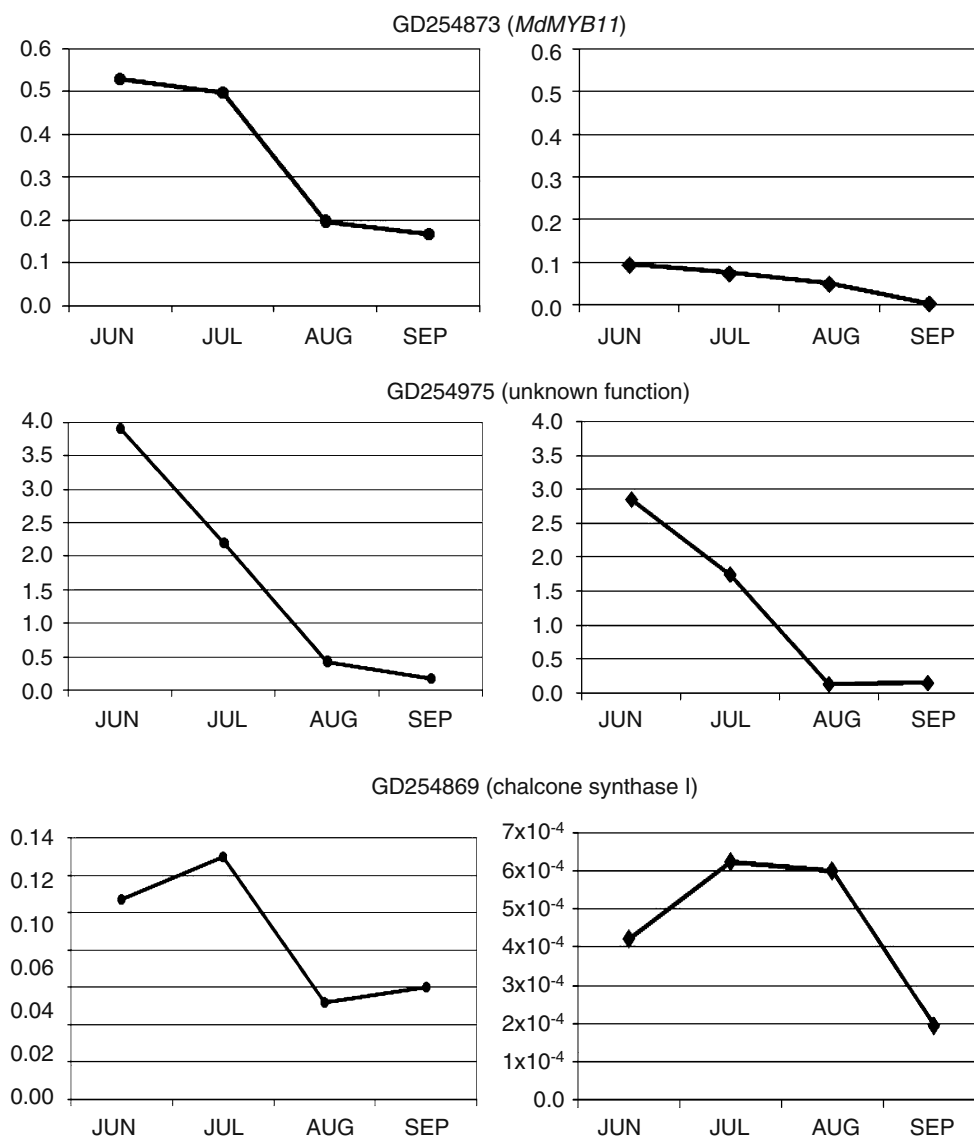 GD254873 (MdMYB11)
0.6
0.5
0.4
0.3
0.2
0.1
0.0
JUN JUL AUG SEP
0.6
0.5
0.4
0.3
0.2
0.1
0.0
JUN JUL AUG SEP
GD254975 (unknown function)
4.0
3.5
3.0
2.5
2.0
1.5
1.0
0.5
0.0
JUN JUL AUG SEP
4.0
3.5
3.0
2.5
2.0
1.5
1.0
0.5
0.0
JUN JUL AUG SEP
GD254869 (chalcone synthase I)
0.14
0.12
0.10
0.06
0.04
0.02
0.00
JUN JUL AUG SEP
7x10⁻⁴
6x10⁻⁴
5x10⁻⁴
4x10⁻⁴
3x10⁻⁴
2x10⁻⁴
1x10⁻⁴
0.0
JUN JUL AUG SEP